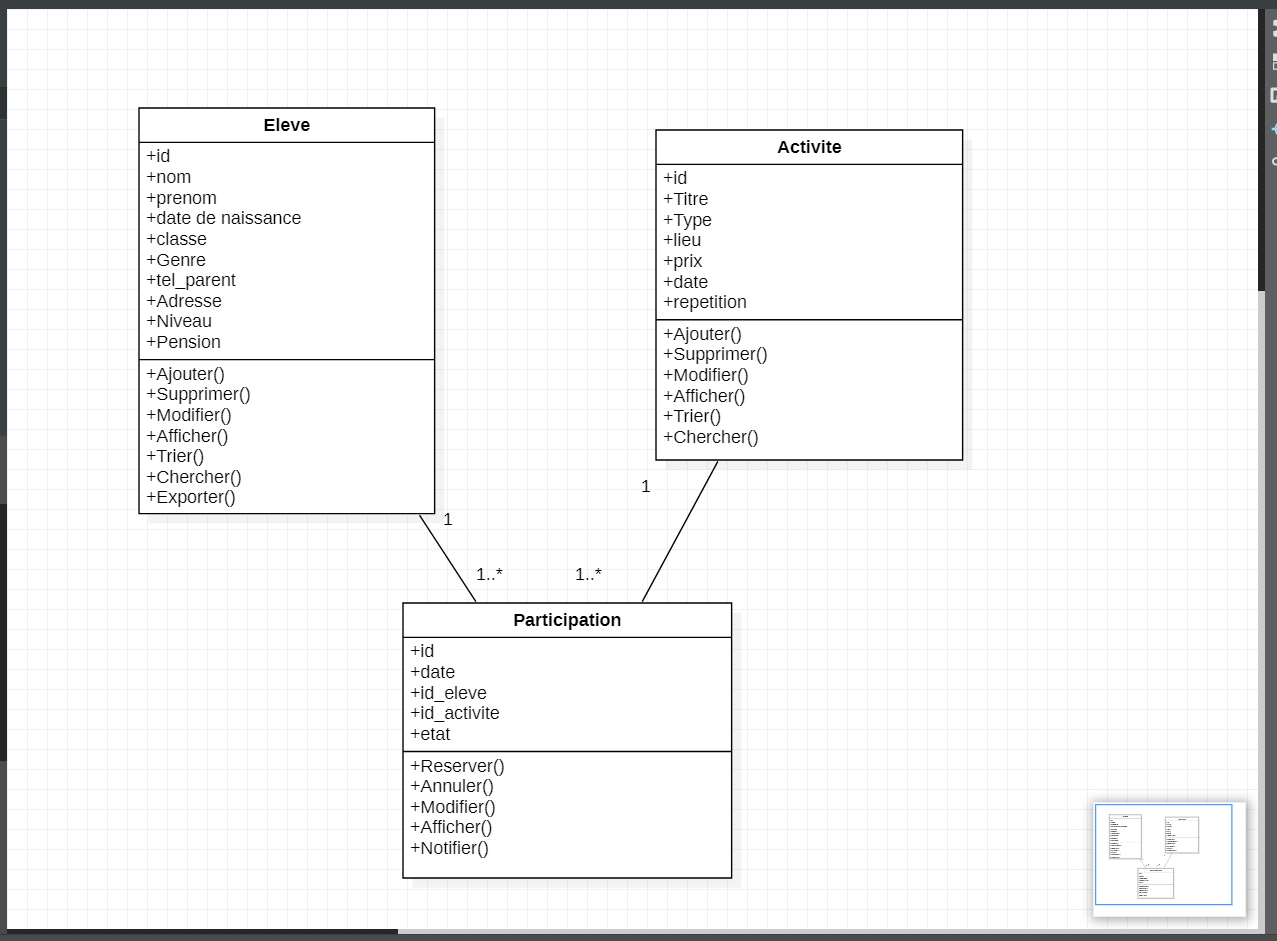 Eleve
+id
+nom
+prenom
+date de naissance
+classe
+Genre
+tel_parent
+Adresse
+Niveau
+Pension
+Ajouter()
+Supprimer()
+Modifier()
+Afficher()
+Trier()
+Chercher()
+Exporter()
Activite
+id
+Titre
+Type
+lieu
+prix
+date
+repetition
+Ajouter()
+Supprimer()
+Modifier()
+Afficher()
+Trier()
+Chercher()
1
1
1..*
1..*
Participation
+id
+date
+id_eleve
+id_activite
+etat
+Reserver()
+Annuler()
+Modifier()
+Afficher()
+Notifier()